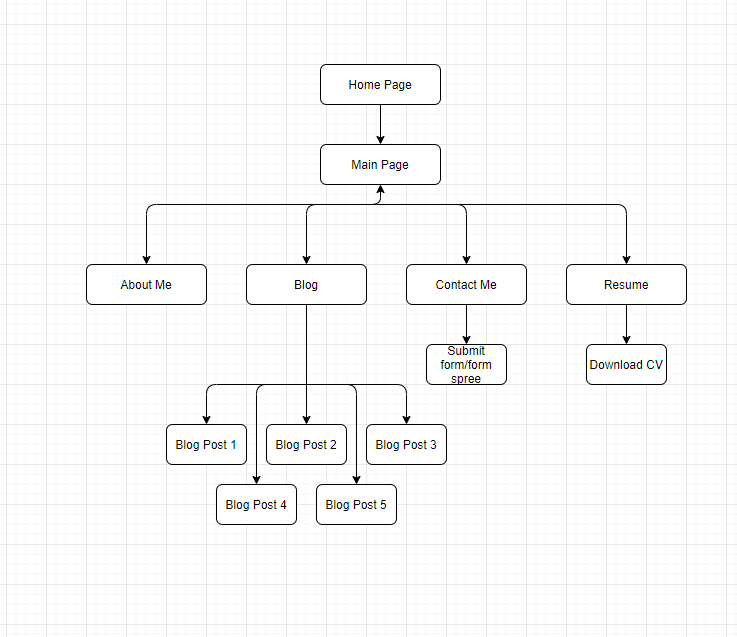 Home Page
Main Page
About Me
Blog
Contact Me
Resume
Submit
form/form
spree
Download CV
Blog Post 1
Blog Post 2
Blog Post 3
Blog Post 4
Blog Post 5